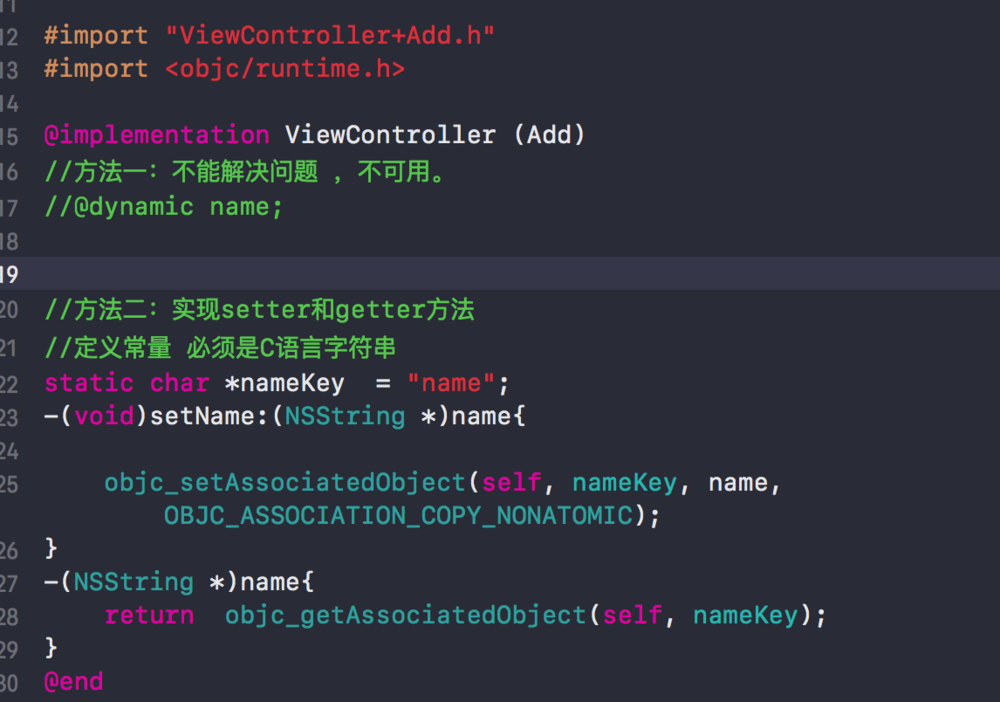 11
12 #import "ViewController+Add.h"
13 #import <objc/runtime.h>
14
15 @implementation ViewController (Add)
16 //方法一：不能解决问题 ，不可用。
17 //@dynamic name;
18
19
20 //方法二：实现setter和getter方法
21 //定义常量 必须是C语言字符串
22 static char *nameKey  = "name";
23 -(void)setName:(NSString *)name{
24
25     objc_setAssociatedObject(self, nameKey, name,
        OBJC_ASSOCIATION_COPY_NONATOMIC);
26 }
27 -(NSString *)name{
28     return  objc_getAssociatedObject(self, nameKey);
29 }
30 @end